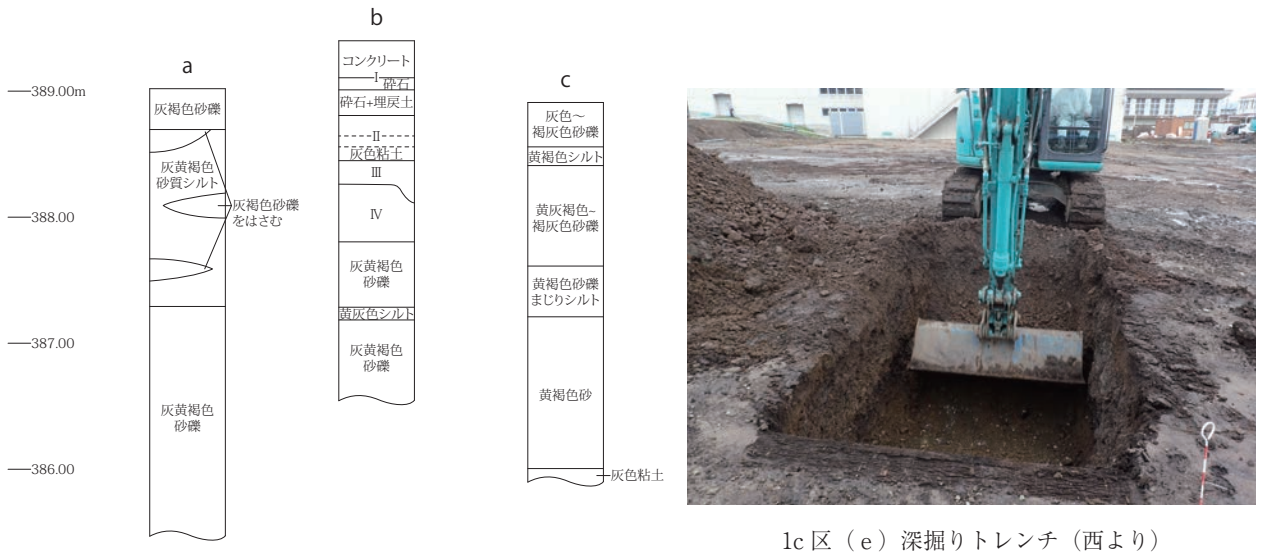 a
b
c
389.00m
388.00
387.00
386.00
灰褐色砂礫
灰黄褐色
砂質シルト
灰褐色砂礫
をはさむ
灰黄褐色
砂礫
コンクリート
I
砕石
砕石+埋戻土
II
灰色粘土
III
IV
灰黄褐色
砂礫
黄灰色シルト
灰黄褐色
砂礫
灰色～
褐灰色砂礫
黄褐色シルト
黄灰褐色~
褐灰色砂礫
黄褐色砂礫
まじりシルト
黄褐色砂
灰色粘土
1c 区（e）深掘りトレンチ（西より）